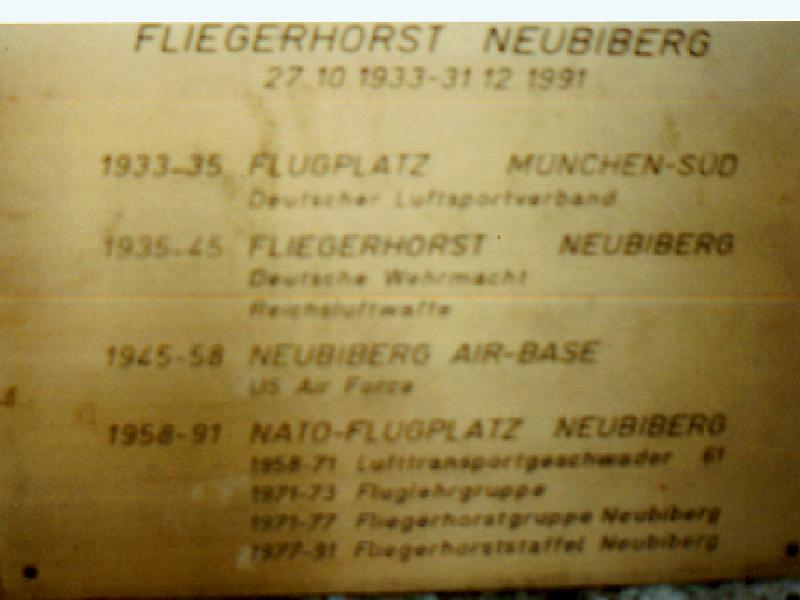 FLIEGERHORST NEUBIBERG
27 10 1933-31 12 1991
1933-35 FLUGPLATZ MÜNCHEN-SÜD
Deutscher Luftsportverband
1935-45 FLIEGERHORST NEUBIBERG
Deutsche Wehrmacht
Reichsluftwaffe
1945-58 NEUBIBERG AIR-BASE
US Air Force
1958-91 NATO-FLUGPLATZ NEUBIBERG
1958-71 Lufttransportgeschwader 61
1971-73 Fluglehrgruppe
1971-77 Fliegerhorstgruppe Neubiberg
1977-91 Fliegerhorststaffel Neubiberg